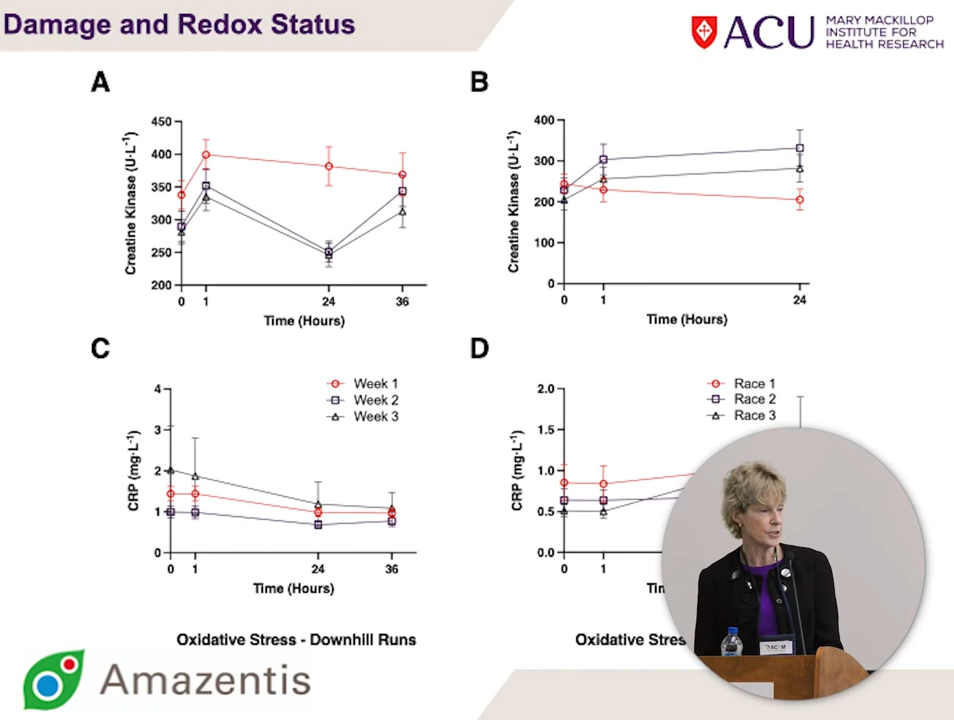 Damage and Redox Status
ACU
MARY MACKILLOP
INSTITUTE FOR
HEALTH RESEARCH
A
450
400
350
300
250
200
Creatine Kinase (U·L⁻¹)
0 1 24 36
Time (Hours)
B
400
300
200
100
0
Creatine Kinase (U·L⁻¹)
0 1 24
Time (Hours)
C
Week 1
Week 2
Week 3
4
3
2
1
0
CRP (mg·L⁻¹)
0 1 24 36
Time (Hours)
D
Race 1
Race 2
Race 3
2.0
1.5
1.0
0.5
0.0
CRP (mg·L⁻¹)
0 1
Oxidative Stress - Downhill Runs
Oxidative Stres
Amazentis